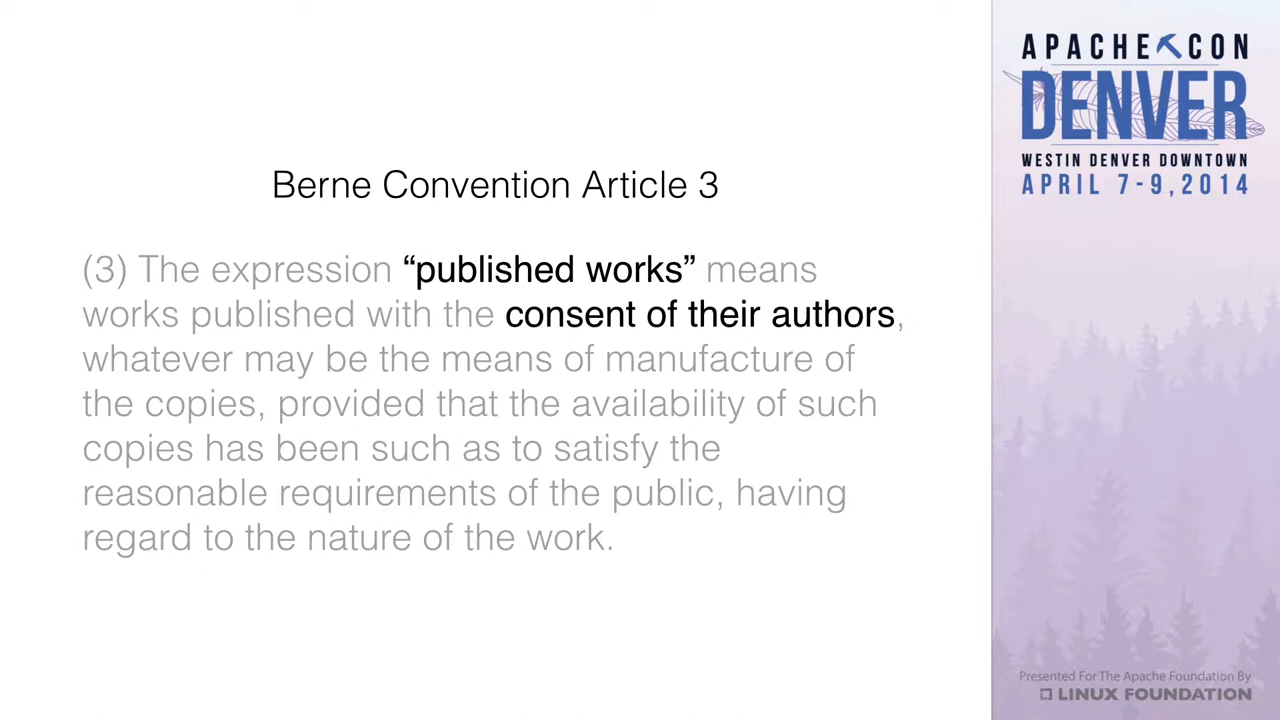 Berne Convention Article 3
(3) The expression “published works” means
works published with the consent of their authors,
whatever may be the means of manufacture of
the copies, provided that the availability of such
copies has been such as to satisfy the
reasonable requirements of the public, having
regard to the nature of the work.
APACHE CON
DENVER
WESTIN DENVER DOWNTOWN
APRIL 7-9,2014
Presented For The Apache Foundation By
LINUX FOUNDATION